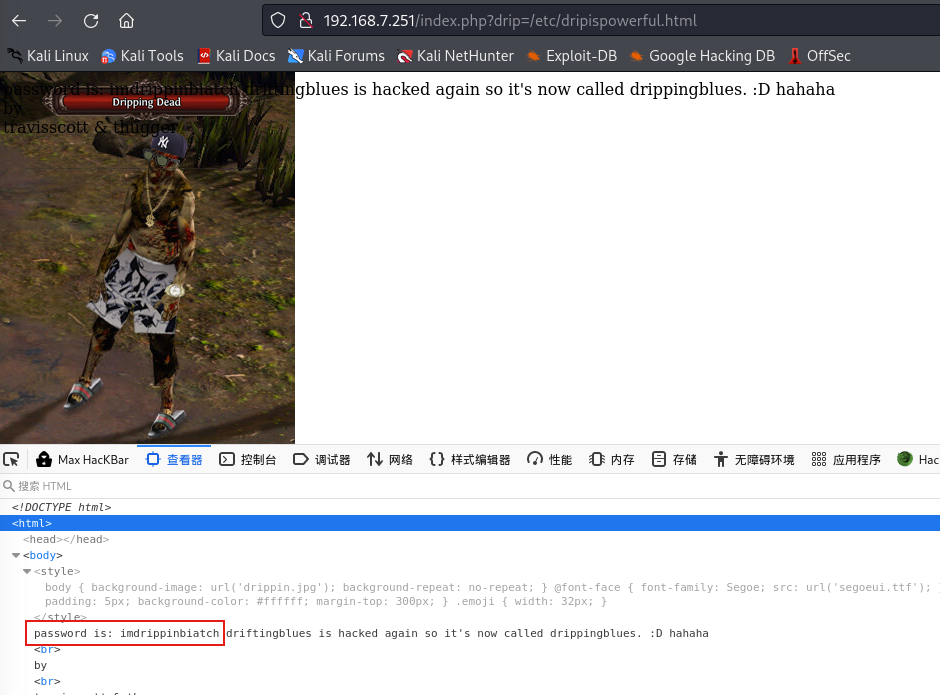 192.168.7.251/index.php?drip=/etc/dripispowerful.html
Kali Linux Kali Tools Kali Docs Kali Forums Kali NetHunter Exploit-DB Google Hacking DB OffSec
password is: imdrippinbiatch driftingblues is hacked again so it's now called drippingblues. :D hahaha
Dripping Dead
by
travisscott & thugger
Max HacKBar 查看器 控制台 调试器 网络 {} 样式编辑器 性能 内存 存储 无障碍环境 应用程序 Hac
搜索 HTML
<!DOCTYPE html>
<html>
<head></head>
<body>
<style>
body { background-image: url('drippin.jpg'); background-repeat: no-repeat; } @font-face { font-family: Segoe; src: url('segoeui.ttf'); }
padding: 5px; background-color: #ffffff; margin-top: 300px; } .emoji { width: 32px; }
</style>
password is: imdrippinbiatch driftingblues is hacked again so it's now called drippingblues. :D hahaha
<br>
by
<br>